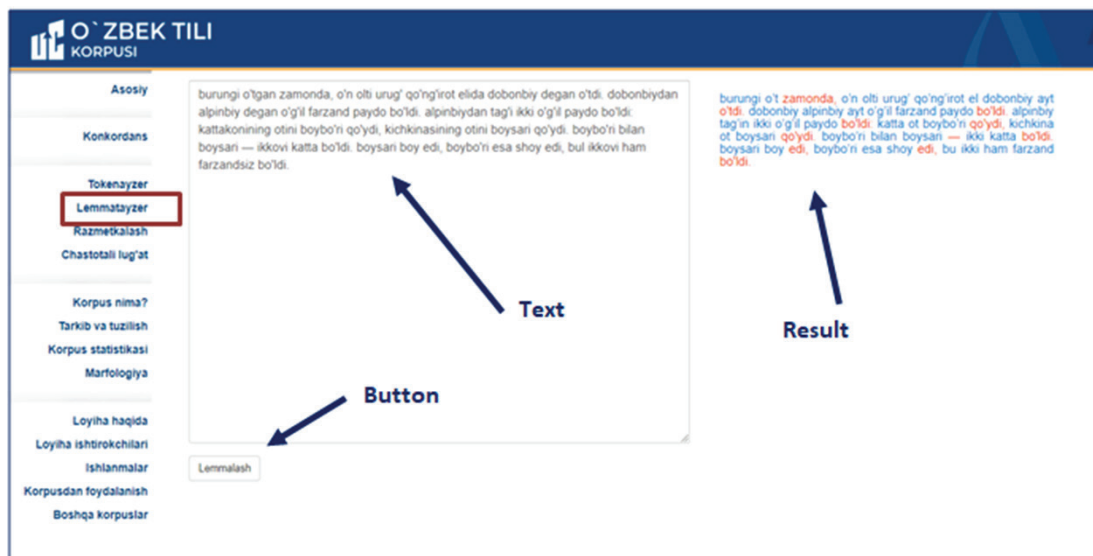 O`ZBEK TILI
KORPUSI
Asosiy
Konkordans
Tokenayzer
Lemmatayzer
Razmetkalash
Chastotali lug'at
Korpus nima?
Tarkib va tuzilish
Korpus statistikasi
Marfologiya
Loyiha haqida
Loyiha ishtirokchilari
Ishlanmalar
Korpusdan foydalanish
Boshqa korpuslar
burungi o'tgan zamonda, o'n olti urug' qo'ng'irot elida dobonbiy degan o'tdi. dobonbiydan
alpinbiy degan o'g'il farzand paydo bo'ldi. alpinbiydan tag'i ikki o'g'il paydo bo'ldi:
kattakonining otini boybo'ri qo'ydi, kichkinasining otini boysari qo'ydi. boybo'ri bilan
boysari — ikkovi katta bo'ldi. boysari boy edi, boybo'ri esa shoy edi, bul ikkovi ham
farzandsiz bo'ldi.
Lemmalash
burungi o't zamonda, o'n olti urug' qo'ng'irot el dobonbiy ayt
o'tdi. dobonbiy alpinbiy ayt o'g'il farzand paydo bo'ldi. alpinbiy
tag'in ikki o'g'il paydo bo'ldi: katta ot boybo'ri qo'ydi, kichkina
ot boysari qo'ydi. boybo'ri bilan boysari — ikki katta bo'ldi.
boysari boy edi, boybo'ri esa shoy edi, bu ikki ham farzand
bo'ldi.
Text
Result
Button